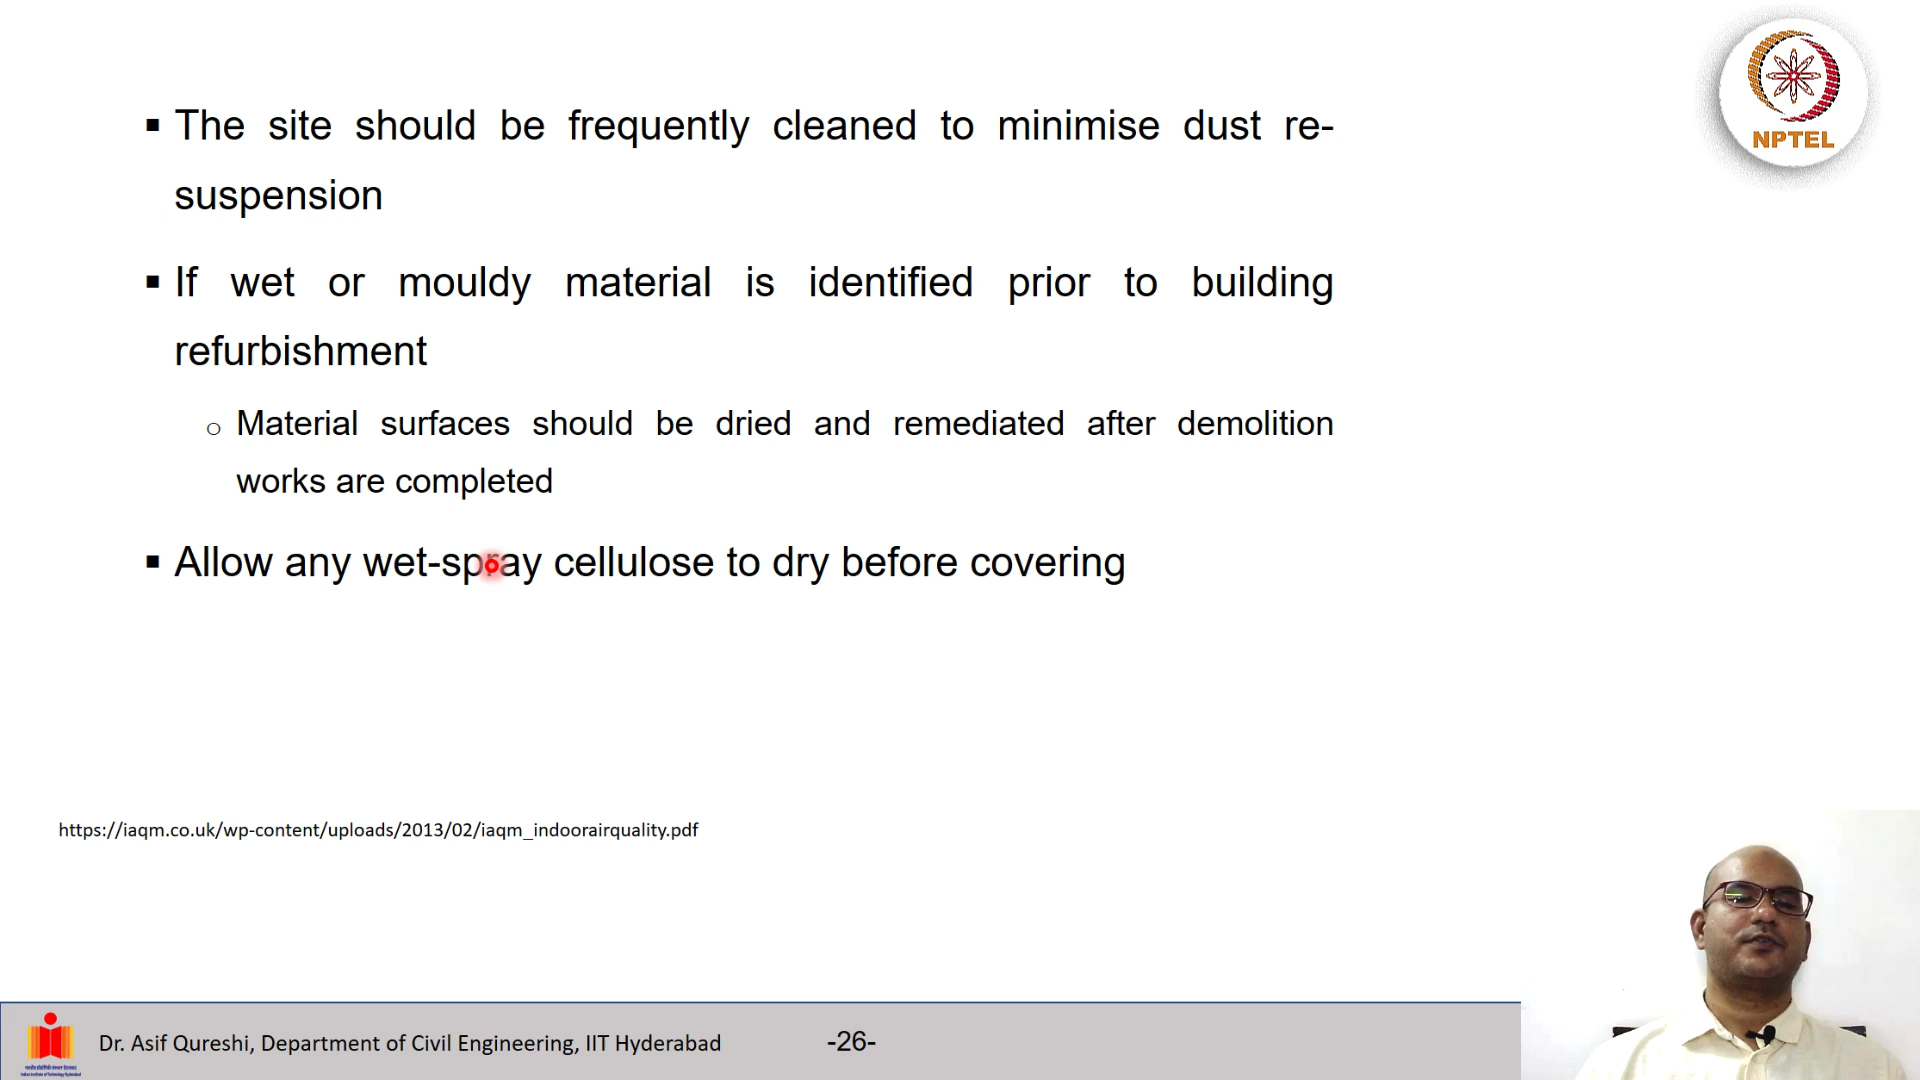 NPTEL
▪ The site should be frequently cleaned to minimise dust re-
suspension
▪ If wet or mouldy material is identified prior to building
refurbishment
o Material surfaces should be dried and remediated after demolition
works are completed
▪ Allow any wet-spray cellulose to dry before covering
https://iaqm.co.uk/wp-content/uploads/2013/02/iaqm_indoorairquality.pdf
Dr. Asif Qureshi, Department of Civil Engineering, IIT Hyderabad
-26-